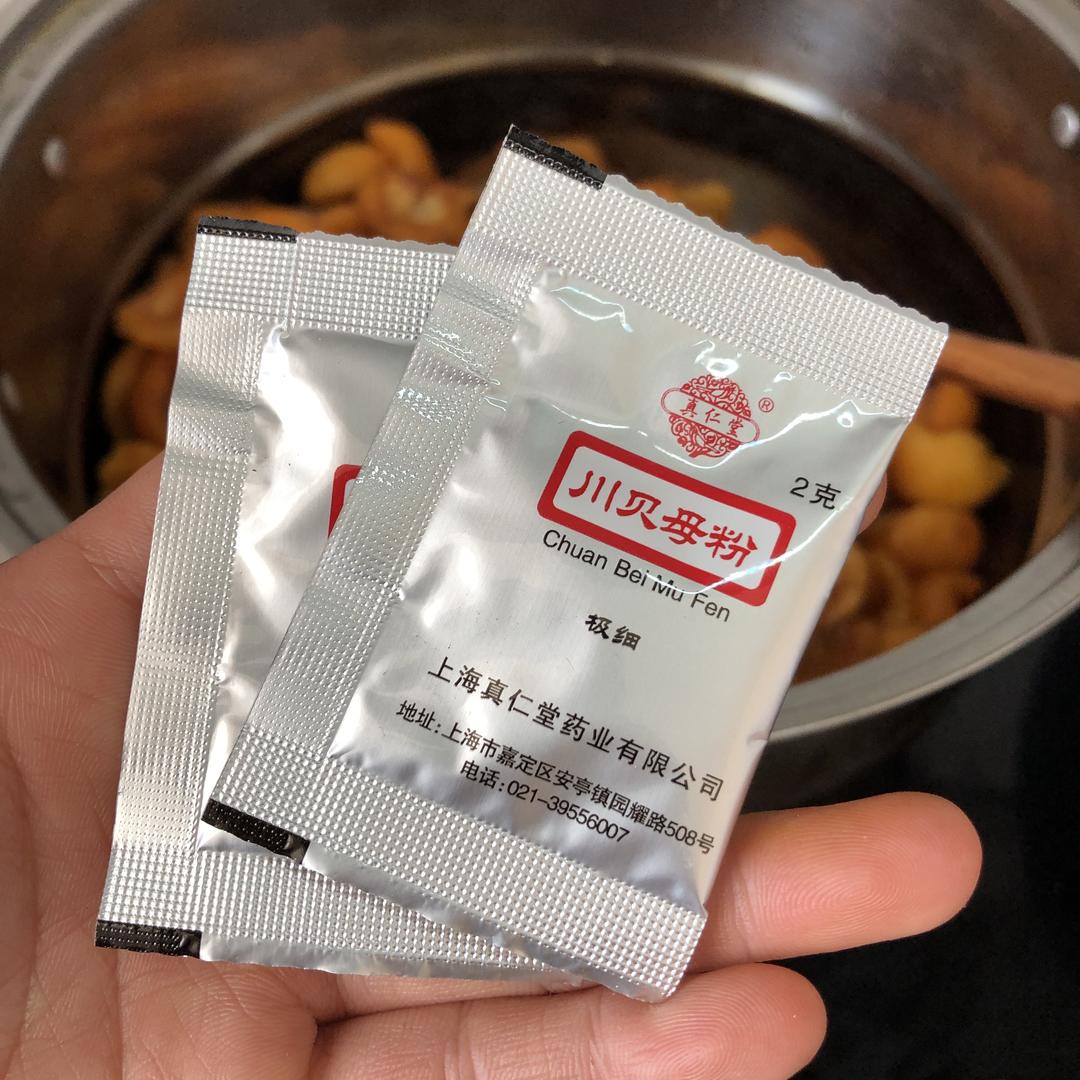 真仁堂
®
2克
川贝母粉
Chuan Bei Mu Fen
极细
上海真仁堂药业有限公司
地址:上海市嘉定区安亭镇园耀路508号
电话:021-39556007